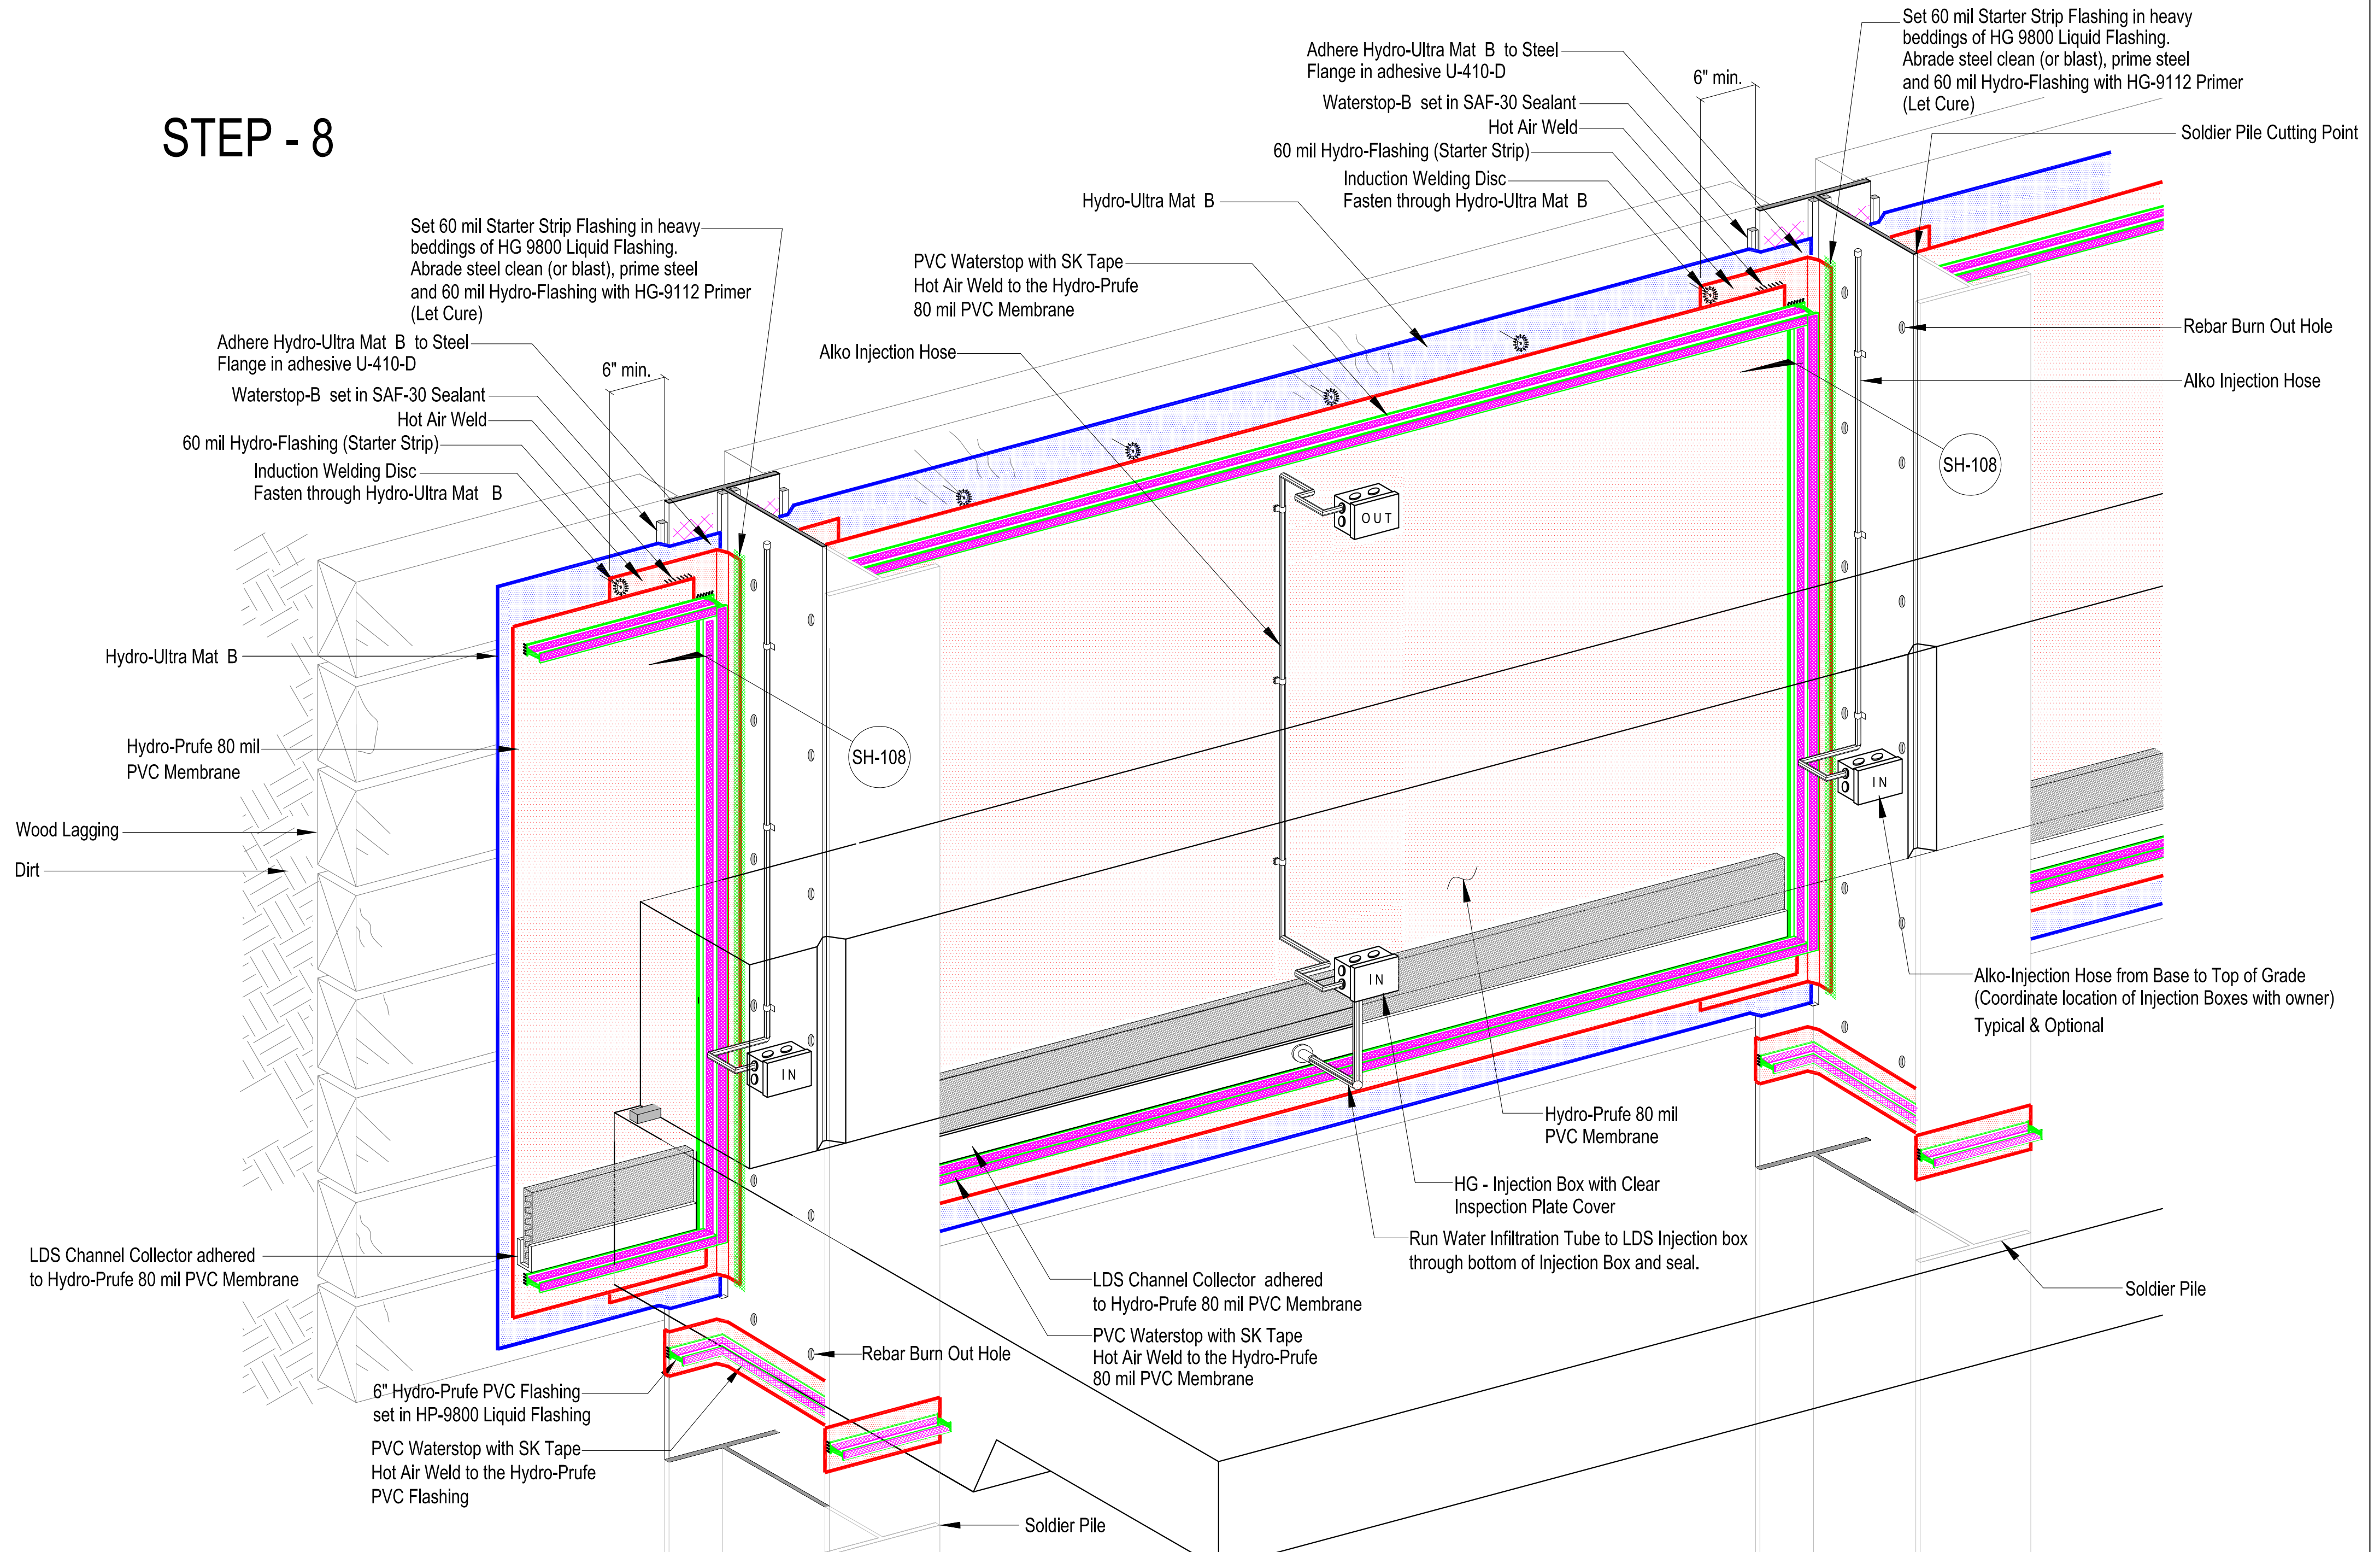 STEP - 8
Set 60 mil Starter Strip Flashing in heavy
beddings of HG 9800 Liquid Flashing.
Abrade steel clean (or blast), prime steel
and 60 mil Hydro-Flashing with HG-9112 Primer
(Let Cure)
Soldier Pile Cutting Point
Adhere Hydro-Ultra Mat B to Steel
Flange in adhesive U-410-D
6" min.
Waterstop-B set in SAF-30 Sealant
Hot Air Weld
60 mil Hydro-Flashing (Starter Strip)
Induction Welding Disc
Fasten through Hydro-Ultra Mat B
Hydro-Ultra Mat B
PVC Waterstop with SK Tape
Hot Air Weld to the Hydro-Prufe
80 mil PVC Membrane
Alko Injection Hose
Set 60 mil Starter Strip Flashing in heavy
beddings of HG 9800 Liquid Flashing.
Abrade steel clean (or blast), prime steel
and 60 mil Hydro-Flashing with HG-9112 Primer
(Let Cure)
Adhere Hydro-Ultra Mat B to Steel
Flange in adhesive U-410-D
6" min.
Waterstop-B set in SAF-30 Sealant
Hot Air Weld
60 mil Hydro-Flashing (Starter Strip)
Induction Welding Disc
Fasten through Hydro-Ultra Mat B
Rebar Burn Out Hole
Alko Injection Hose
SH-108
OUT
Hydro-Ultra Mat B
Hydro-Prufe 80 mil
PVC Membrane
SH-108
Wood Lagging
Dirt
IN
IN
IN
Alko-Injection Hose from Base to Top of Grade
(Coordinate location of Injection Boxes with owner)
Typical & Optional
Hydro-Prufe 80 mil
PVC Membrane
HG - Injection Box with Clear
Inspection Plate Cover
Run Water Infiltration Tube to LDS Injection box
through bottom of Injection Box and seal.
LDS Channel Collector adhered
to Hydro-Prufe 80 mil PVC Membrane
LDS Channel Collector adhered
to Hydro-Prufe 80 mil PVC Membrane
PVC Waterstop with SK Tape
Hot Air Weld to the Hydro-Prufe
80 mil PVC Membrane
Soldier Pile
Rebar Burn Out Hole
6" Hydro-Prufe PVC Flashing
set in HP-9800 Liquid Flashing
PVC Waterstop with SK Tape
Hot Air Weld to the Hydro-Prufe
PVC Flashing
Soldier Pile